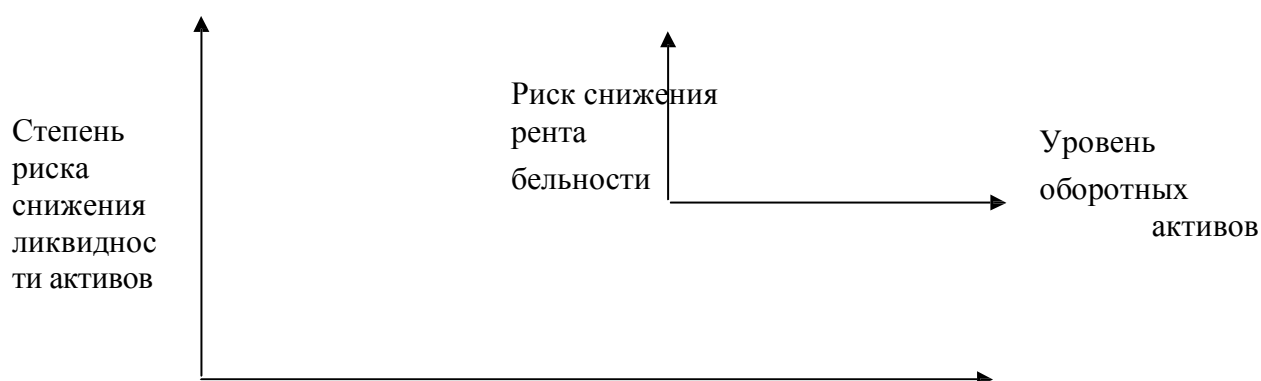 Степень
риска
снижения
ликвиднос
ти активов
Риск снижения
рента
бельности
Уровень
оборотных
активов